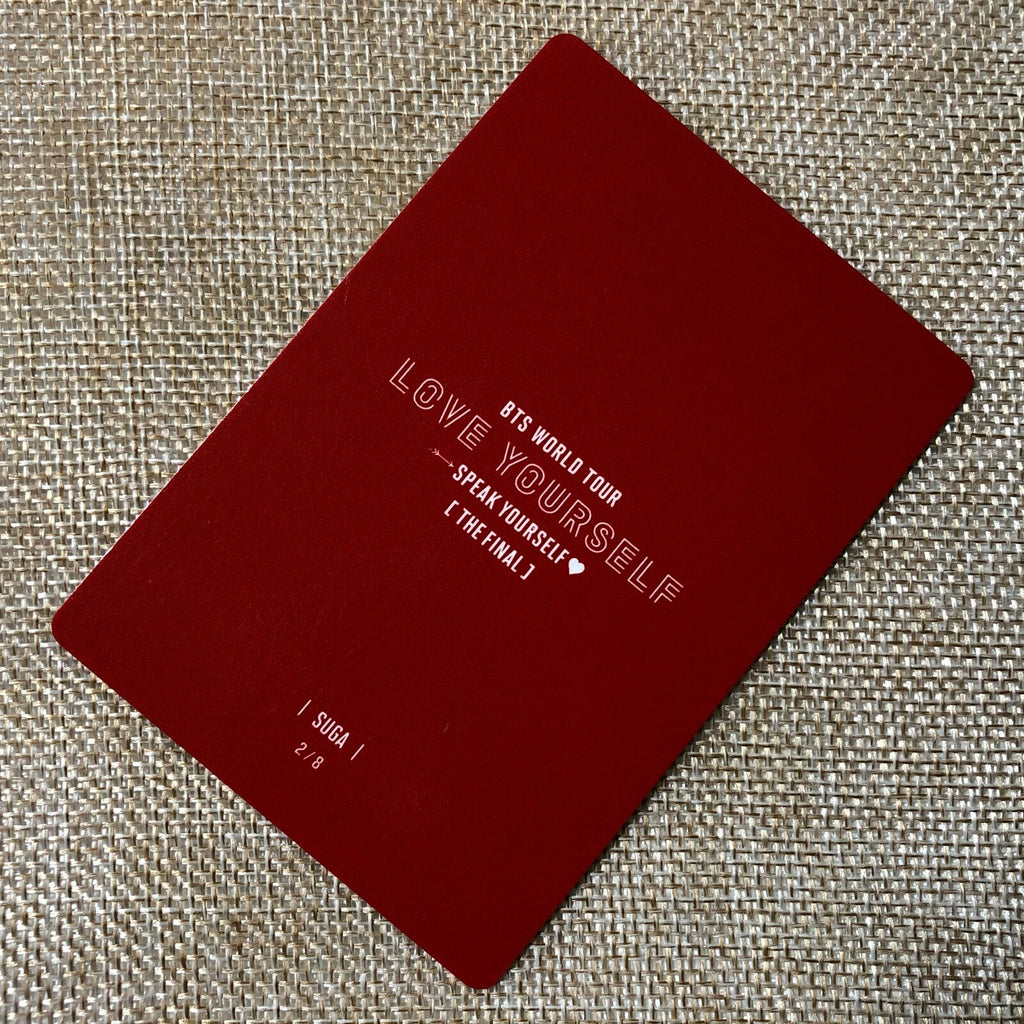 BTS WORLD TOUR
LOVE YOURSELF
SPEAK YOURSELF
[ THE FINAL ]
| SUGA |
2/8